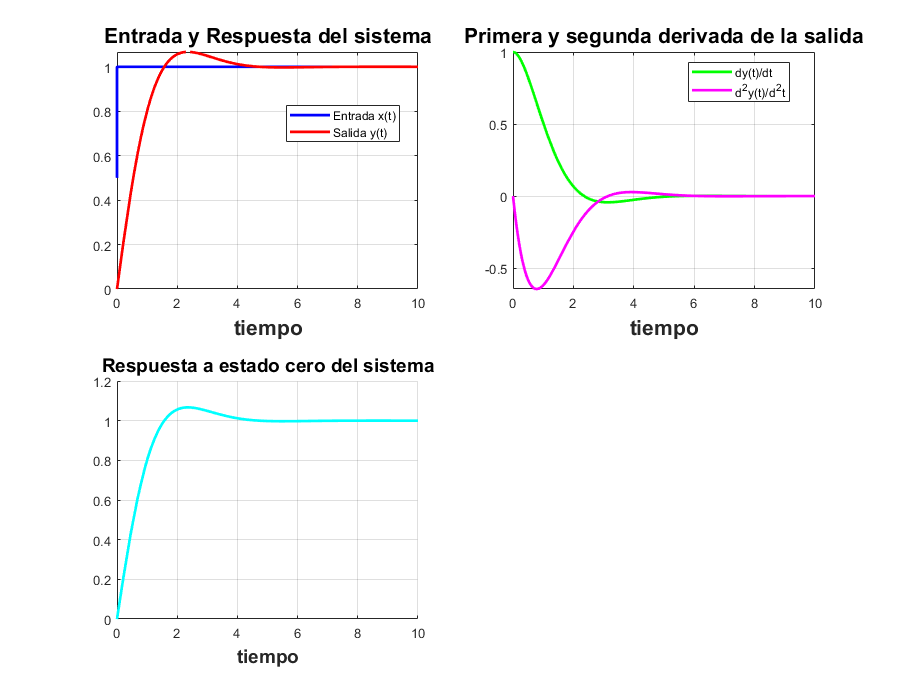 Entrada y Respuesta del sistema
1
0.8
0.6
0.4
0.2
0
Entrada x(t)
Salida y(t)
0 2 4 6 8 10
tiempo
Primera y segunda derivada de la salida
1
0.5
0
-0.5
dy(t)/dt
d²y(t)/d²t
0 2 4 6 8 10
tiempo
Respuesta a estado cero del sistema
1.2
1
0.8
0.6
0.4
0.2
0
0 2 4 6 8 10
tiempo